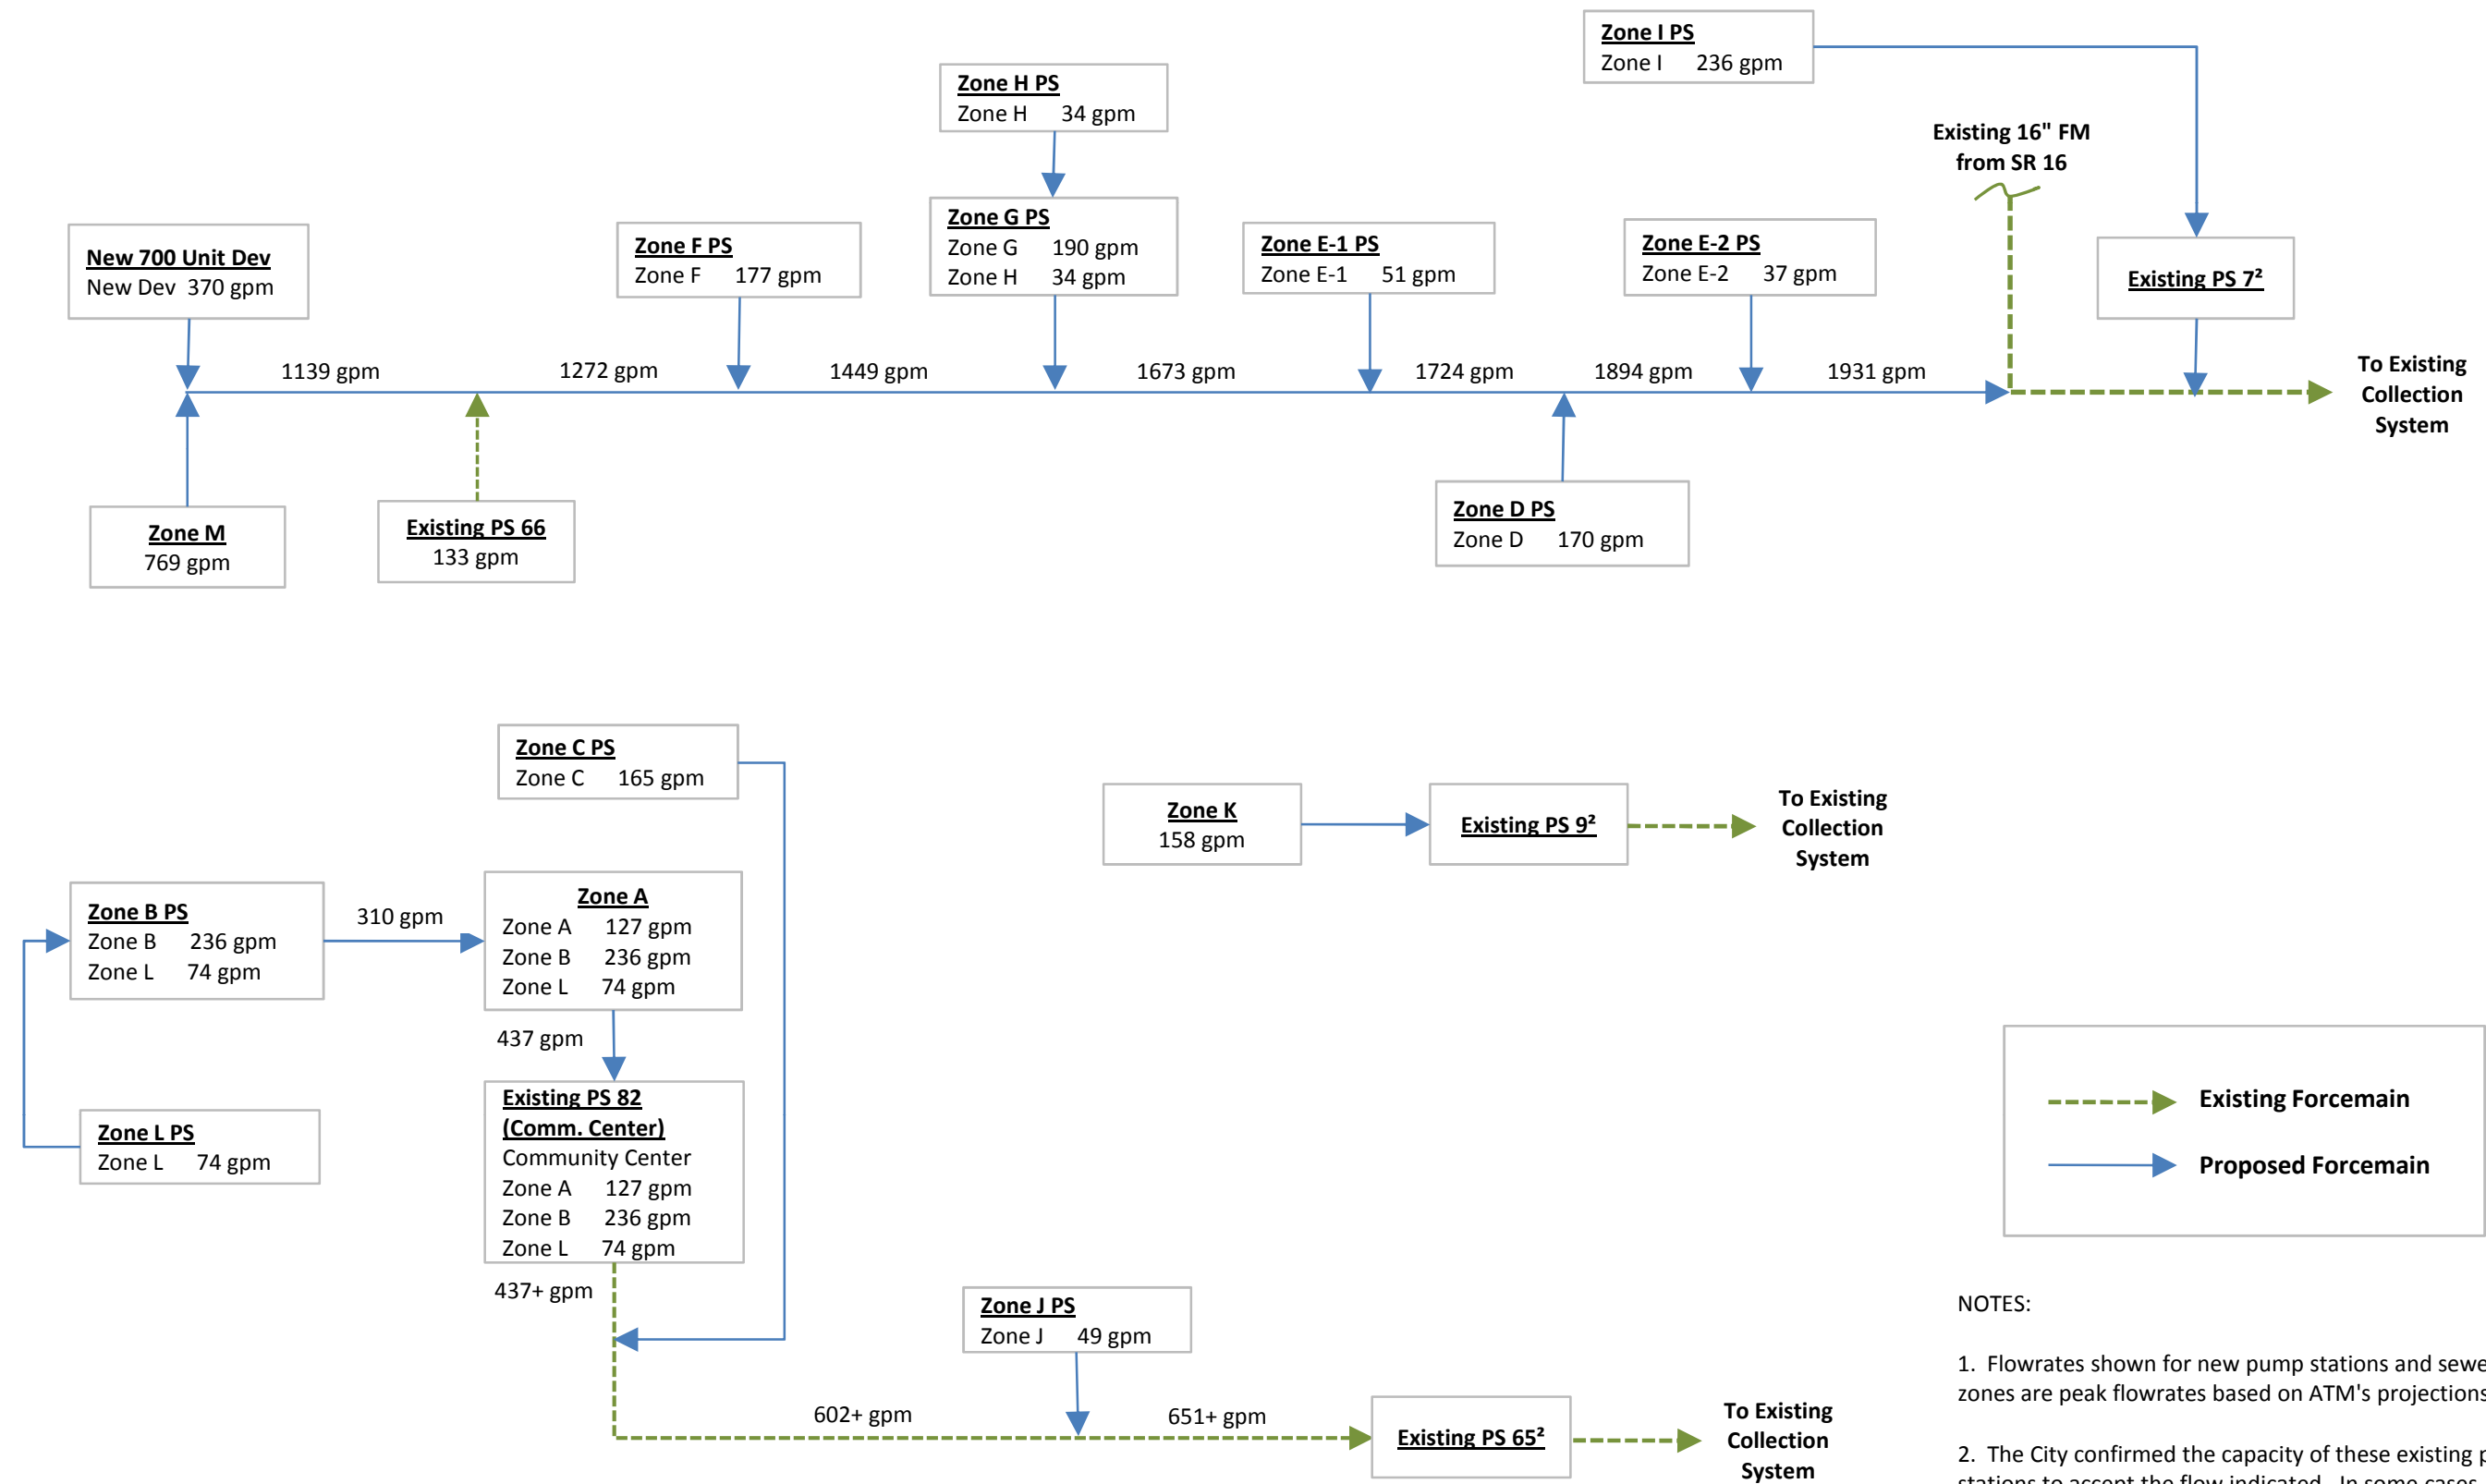 Zone I PS
Zone I 236 gpm
Zone H PS
Zone H 34 gpm
Existing 16" FM
from SR 16
New 700 Unit Dev
New Dev 370 gpm
Zone F PS
Zone F 177 gpm
Zone G PS
Zone G 190 gpm
Zone H 34 gpm
Zone E-1 PS
Zone E-1 51 gpm
Zone E-2 PS
Zone E-2 37 gpm
Existing PS 7²
1139 gpm
1272 gpm
1449 gpm
1673 gpm
1724 gpm
1894 gpm
1931 gpm
To Existing
Collection
System
Zone M
769 gpm
Existing PS 66
133 gpm
Zone D PS
Zone D 170 gpm
Zone C PS
Zone C 165 gpm
Zone K
158 gpm
Existing PS 9²
To Existing
Collection
System
Zone B PS
Zone B 236 gpm
Zone L 74 gpm
310 gpm
Zone A
Zone A 127 gpm
Zone B 236 gpm
Zone L 74 gpm
437 gpm
Zone L PS
Zone L 74 gpm
Existing PS 82
(Comm. Center)
Community Center
Zone A 127 gpm
Zone B 236 gpm
Zone L 74 gpm
437+ gpm
Existing Forcemain
Proposed Forcemain
Zone J PS
Zone J 49 gpm
602+ gpm
651+ gpm
Existing PS 65²
To Existing
Collection
System
NOTES:
1. Flowrates shown for new pump stations and sewe
zones are peak flowrates based on ATM's projections
2. The City confirmed the capacity of these existing
stations to accept the flow indicated. In some cases